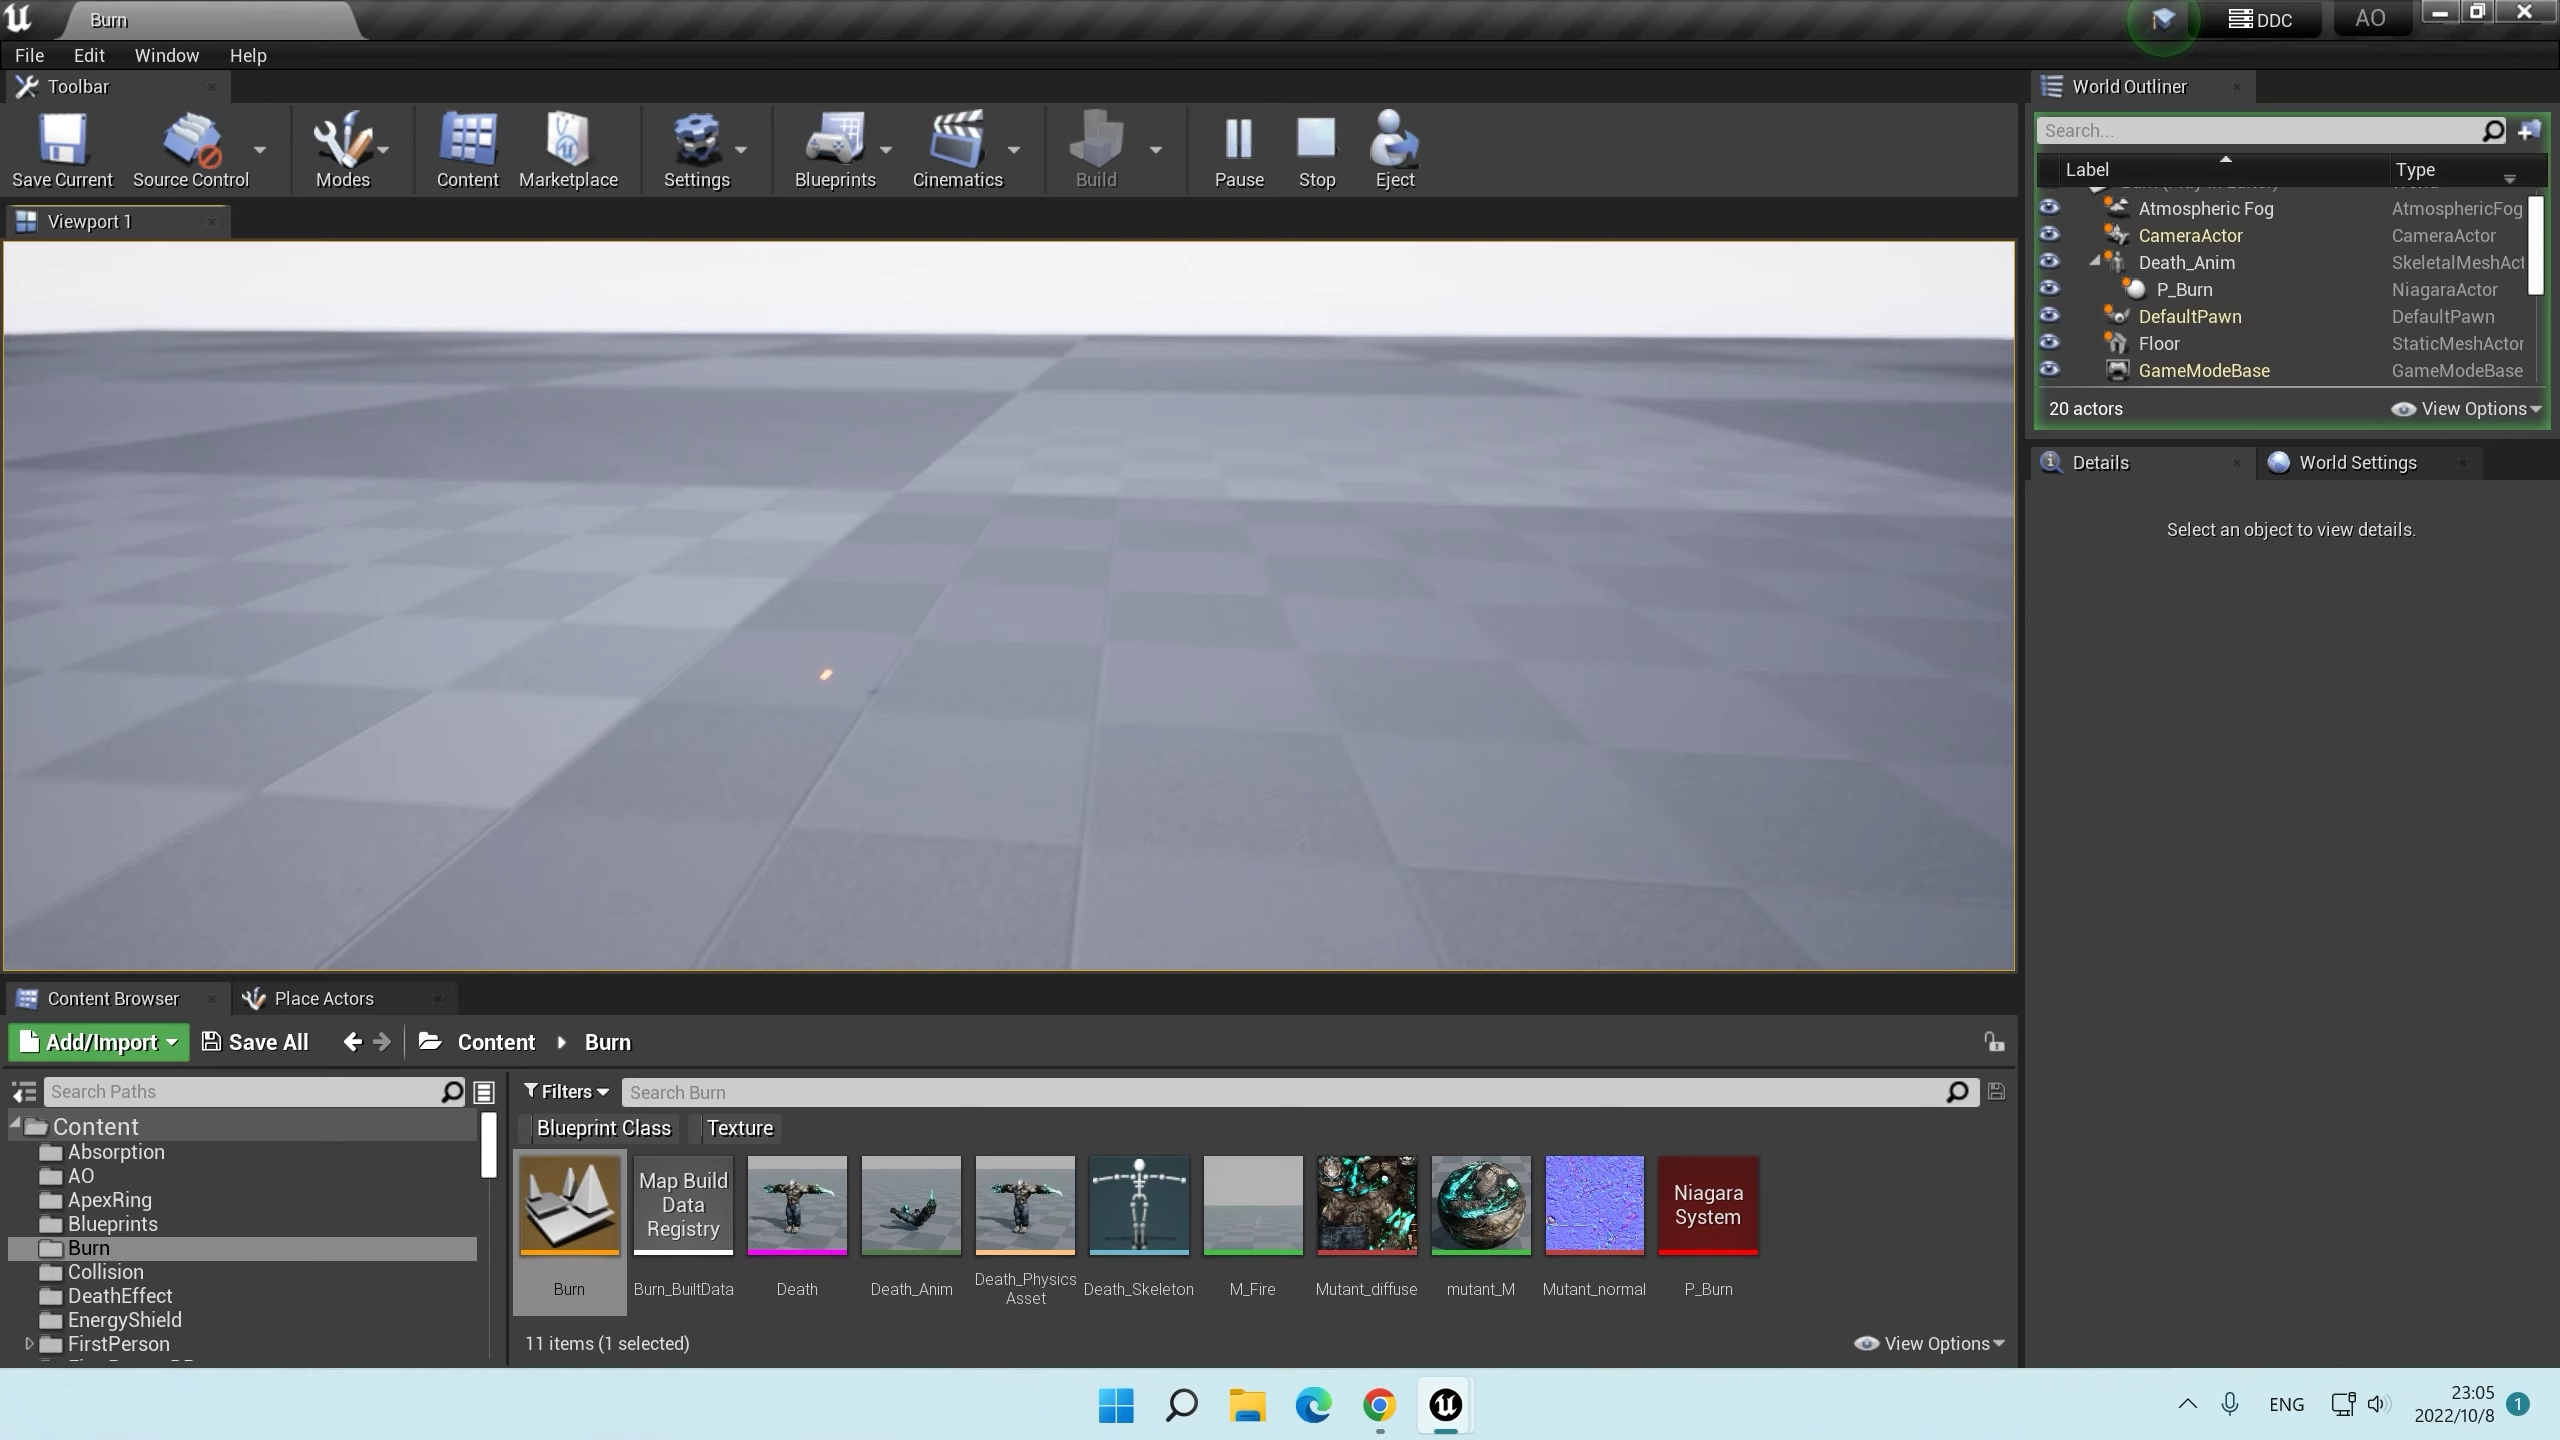 Burn
DDC
AO
File Edit Window Help
Toolbar
World Outliner
Search...
Save Current
Source Control
Modes
Content
Marketplace
Settings
Blueprints
Cinematics
Build
Pause
Stop
Eject
Label
Type
Viewport 1
Atmospheric Fog AtmosphericFog
CameraActor CameraActor
Death_Anim SkeletalMeshAct
P_Burn NiagaraActor
DefaultPawn DefaultPawn
Floor StaticMeshActor
GameModeBase GameModeBase
20 actors
View Options
Details
World Settings
Select an object to view details.
Content Browser
Place Actors
Add/Import
Save All
Content
Burn
Search Paths
Filters
Search Burn
Content
Absorption
AO
ApexRing
Blueprints
Burn
Collision
DeathEffect
EnergyShield
FirstPerson
Blueprint Class
Texture
Map Build
Data
Registry
Niagara
System
Burn
Burn_BuiltData
Death
Death_Anim
Death_Physics
Asset
Death_Skeleton
M_Fire
Mutant_diffuse
mutant_M
Mutant_normal
P_Burn
11 items (1 selected)
View Options
ENG
23:05
2022/10/8
1